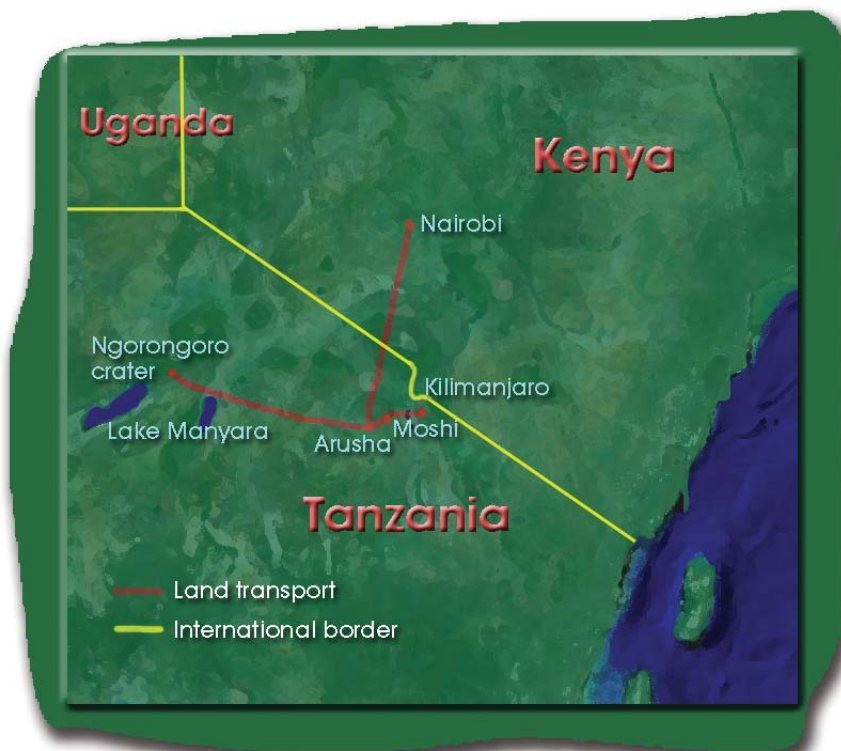 Uganda
Kenya
Nairobi
Ngorongoro
crater
Kilimanjaro
Lake Manyara
Moshi
Arusha
Tanzania
Land transport
International border